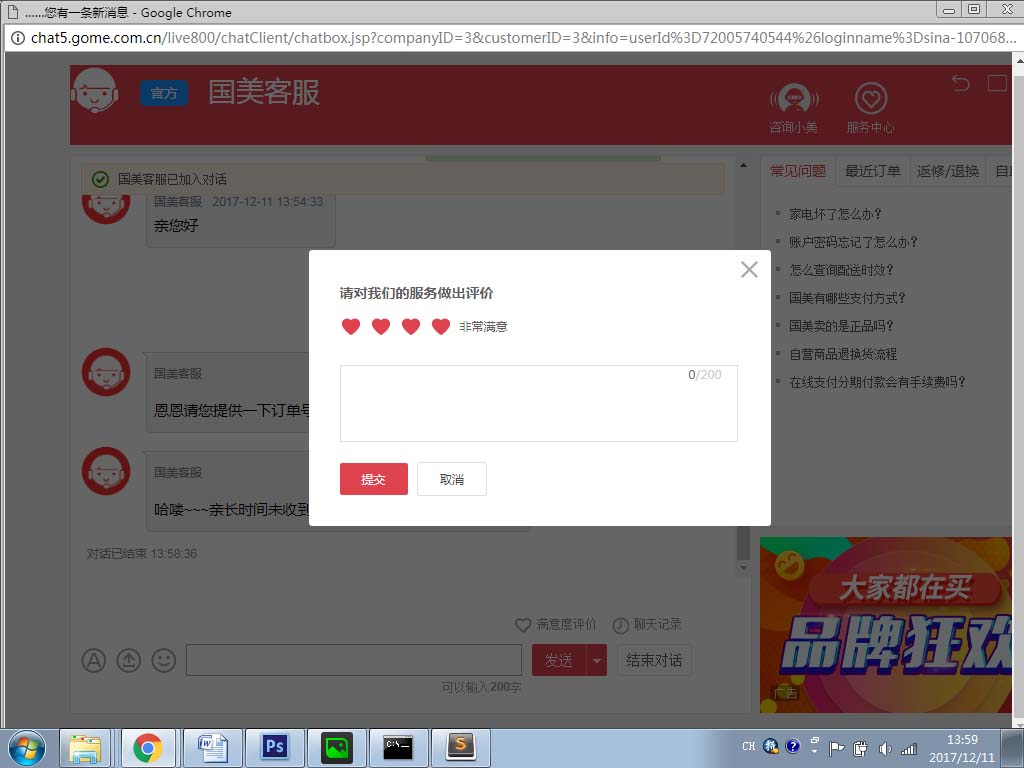 ......您有一条新消息 - Google Chrome
chat5.gome.com.cn/live800/chatClient/chatbox.jsp?companyID=3&customerID=3&info=userId%3D72005740544%26loginname%3Dsina-107068...
官方
国美客服
咨询小美
服务中心
国美客服已加入对话
国美客服 2017-12-11 13:54:33
亲您好
国美客服
恩恩请您提供一下订单号
国美客服
哈喽~~~亲长时间未收到
对话已结束 13:58:36
请对我们的服务做出评价
非常满意
0/200
提交
取消
满意度评价
聊天记录
发送
结束对话
可以输入200字
常见问题
最近订单
返修/退换
自
家电坏了怎么办?
账户密码忘记了怎么办?
怎么查询配送时效?
国美有哪些支付方式?
国美卖的是正品吗?
自营商品退换货流程
在线支付分期付款会有手续费吗?
大家都在买
品牌狂欢
广告
W
Ps
C:\.
S
CH
13:59
2017/12/11